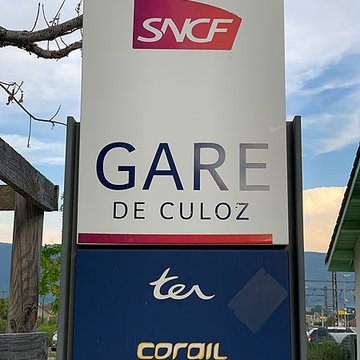 SNCF
GARE
DE CULOZ
ter
corail